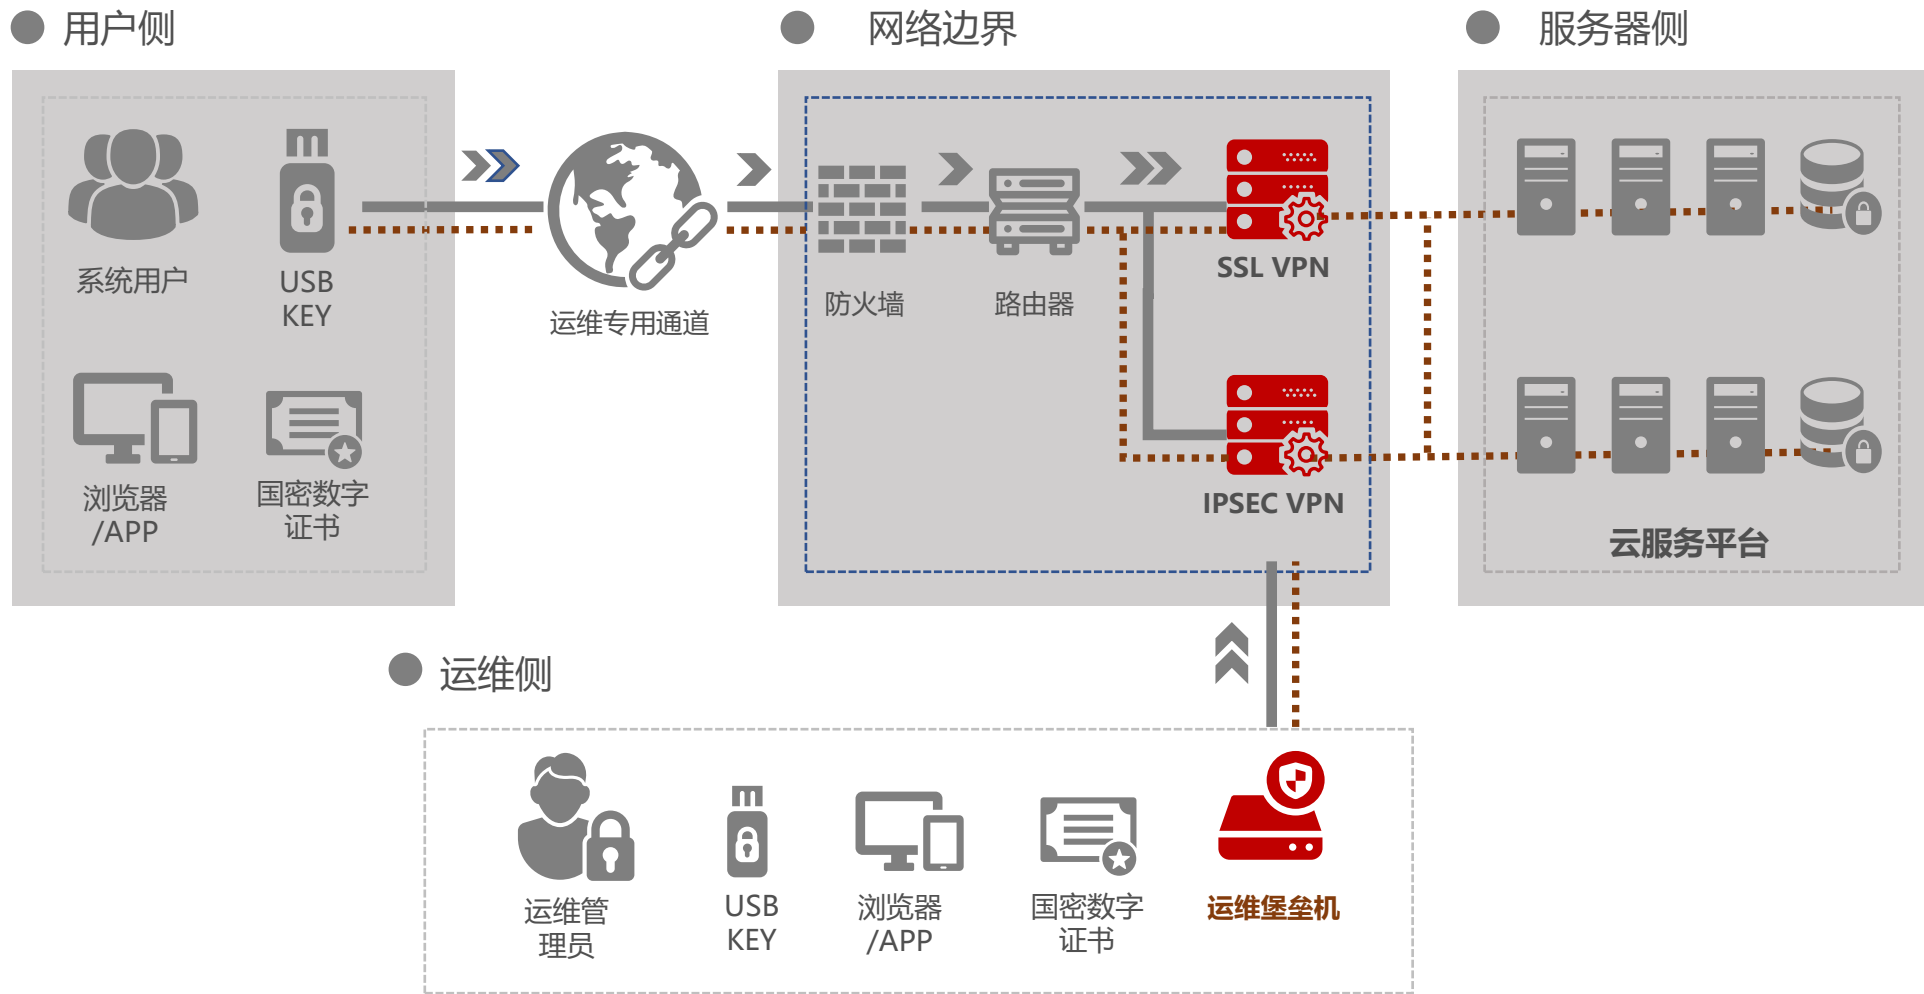 用户侧
网络边界
服务器侧
系统用户
USB
KEY
运维专用通道
防火墙
路由器
SSL VPN
浏览器
/APP
国密数字
证书
IPSEC VPN
云服务平台
运维侧
运维管
理员
USB
KEY
浏览器
/APP
国密数字
证书
运维堡垒机